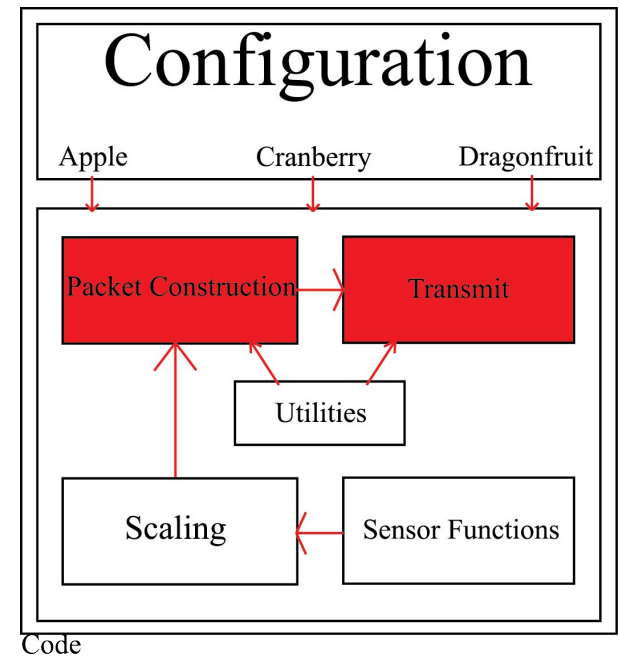 Configuration
Apple Cranberry Dragonfruit
Packet Construction Transmit
Utilities
Scaling Sensor Functions
Code